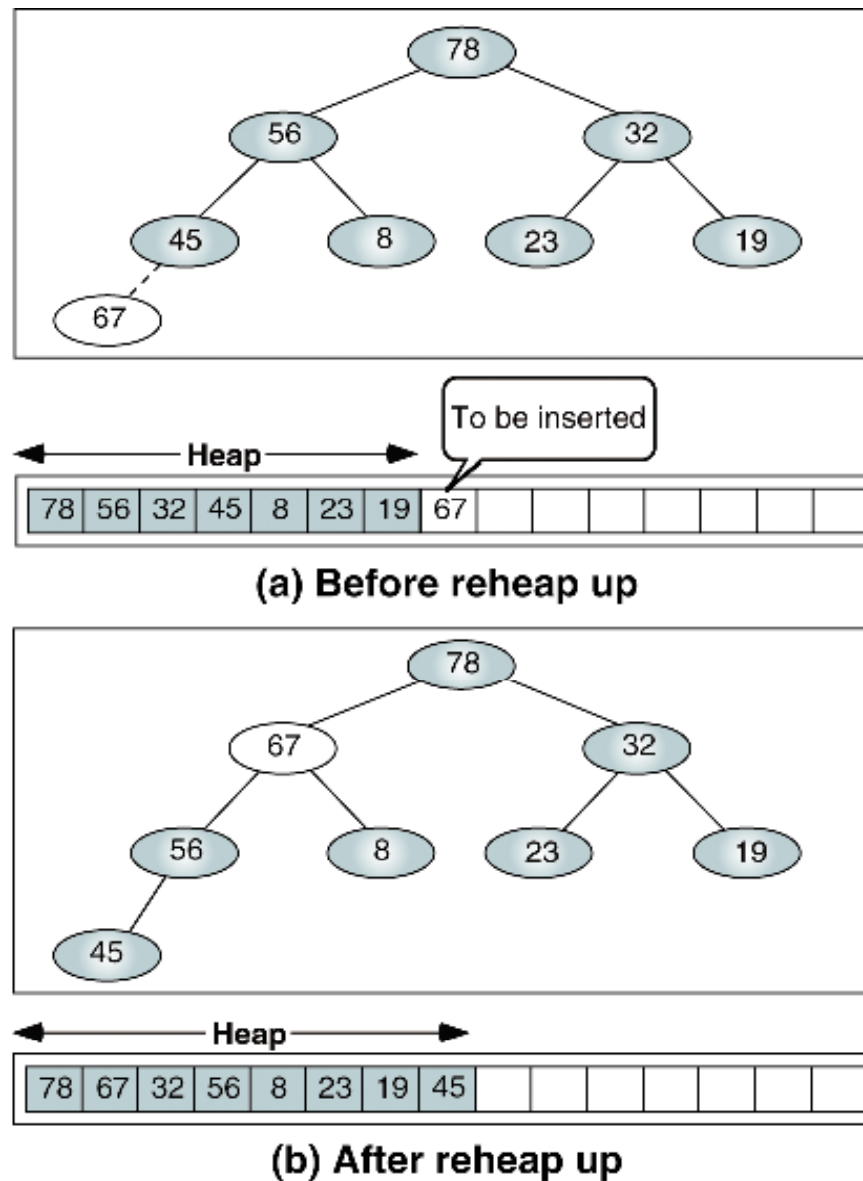 78
56 32
45 8 23 19
67
To be inserted
Heap
78 56 32 45 8 23 19 67
(a) Before reheap up
78
67 32
56 8 23 19
45
Heap
78 67 32 56 8 23 19 45
(b) After reheap up